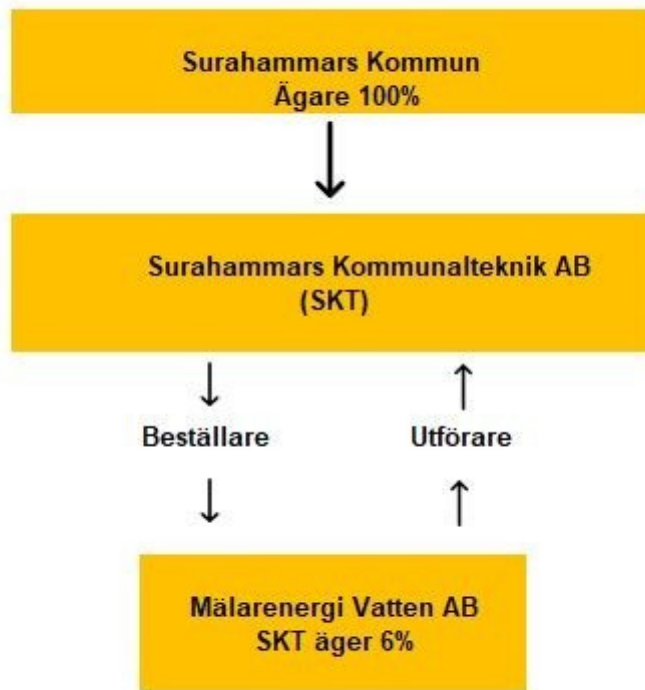 Surahammars Kommun
Ägare 100%
Surahammars Kommunalteknik AB
(SKT)
Beställare Utförare
Mälarenergi Vatten AB
SKT äger 6%